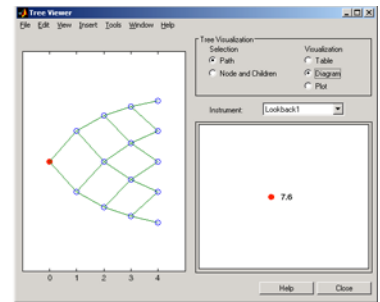 Tree Viewer
File Edit View Insert Tools Window Help
Tree Visualization
Selection
Visualization
Path
Table
Node and Children
Diagram
Plot
Instrument:
Lookback1
7.6
0 1 2 3 4
Help
Close